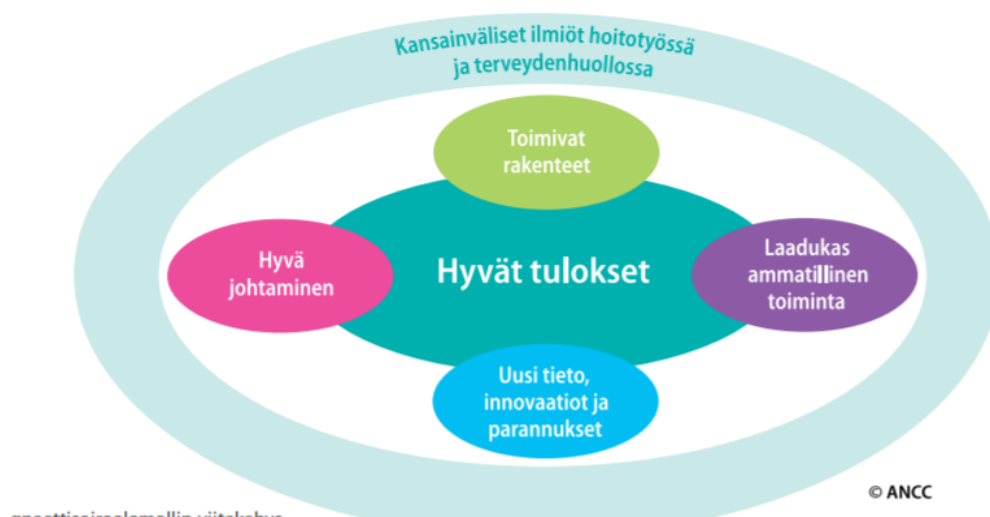 Kansainväliset ilmiöt hoitotyössä
ja terveydenhuollossa
Toimivat
rakenteet
Hyvä
johtaminen
Hyvät tulokset
Laadukas
ammatillinen
toiminta
Uusi tieto,
innovaatiot ja
parannukset
© ANCC